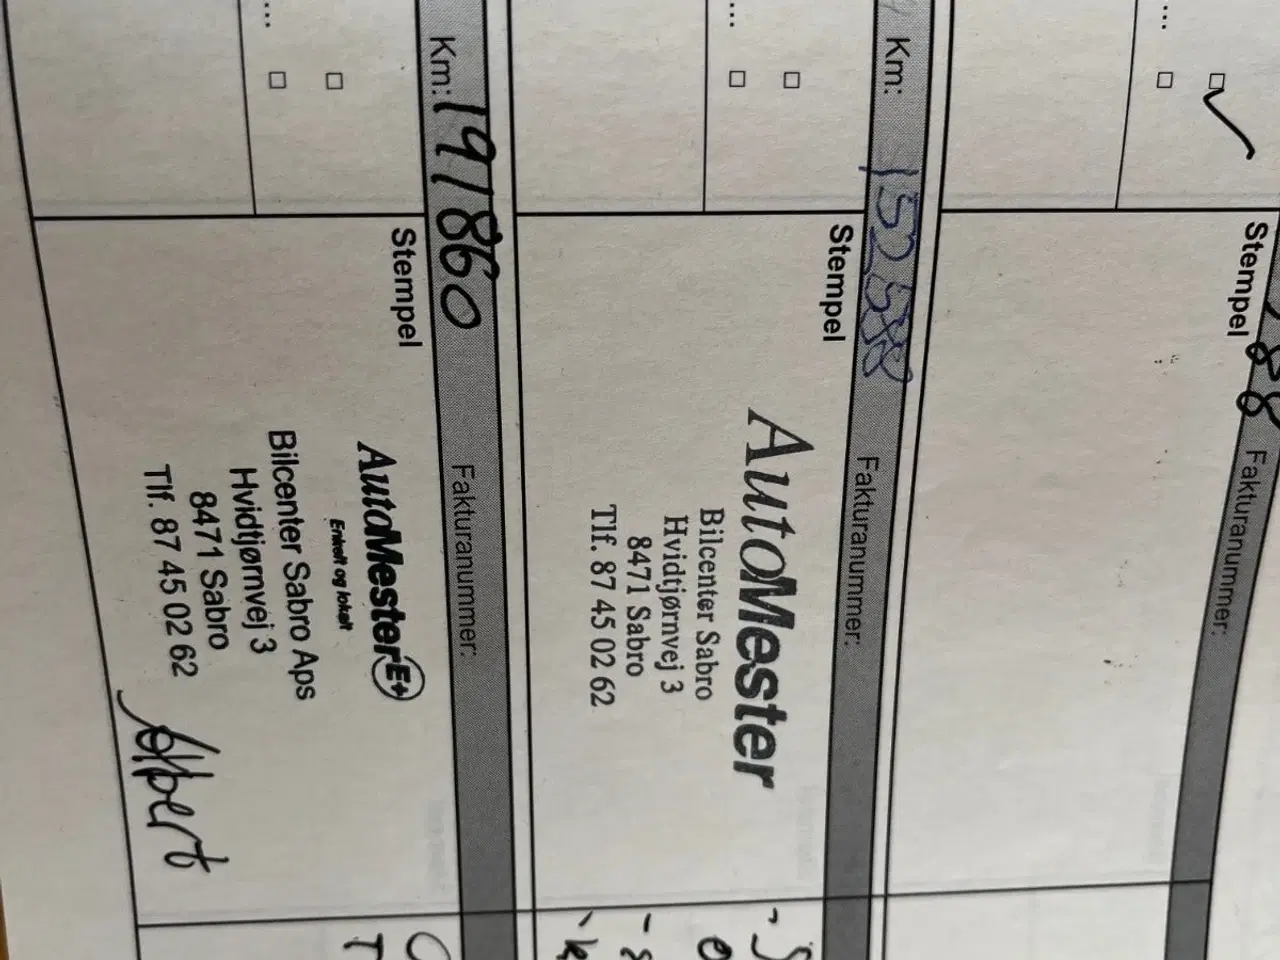 88 Fakturanummer:
Stempel
Km: 152588 Fakturanummer:
Stempel
AutoMester
Bilcenter Sabro
Hvidtjørnvej 3
8471 Sabro
Tlf. 87 45 02 62
Km: 191860 Fakturanummer:
Stempel
AutoMester E+
Enkelt og lokalt
Bilcenter Sabro Aps
Hvidtjørnvej 3
8471 Sabro
Tlf. 87 45 02 62
Albert